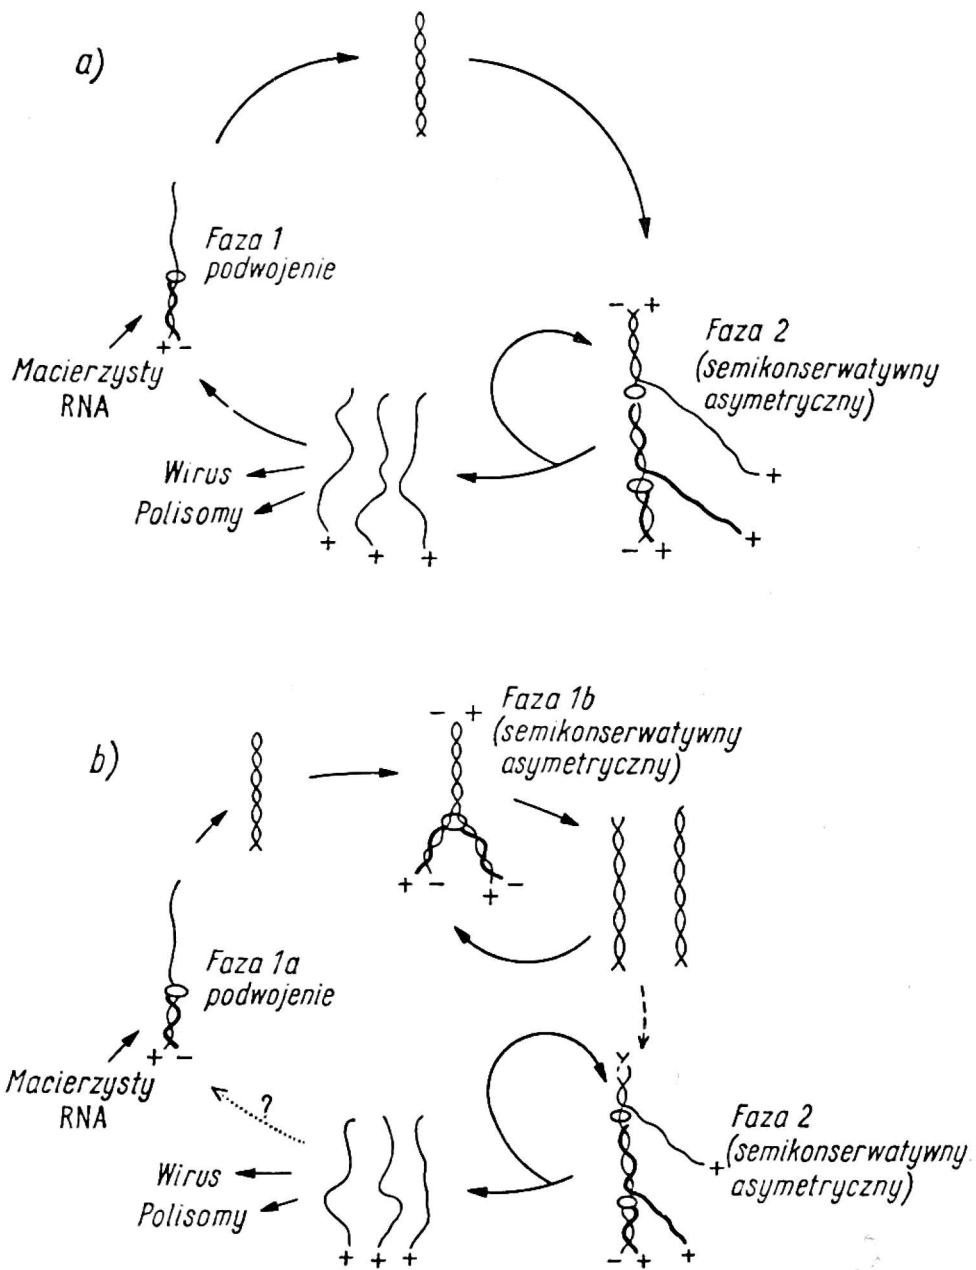 a)
Faza 1
podwojenie
+ -
Macierzysty
RNA
- +
Faza 2
(semikonserwatywny
asymetryczny)
+
+
- +
Wirus
Polisomy
+ + +
b)
Faza 1b
- +
(semikonserwatywny
asymetryczny)
+ - + -
Faza 1a
podwojenie
+ -
Macierzysty
RNA
?
Faza 2
+ (semikonserwatywny
asymetryczny)
Wirus
Polisomy
+ + +
- + +